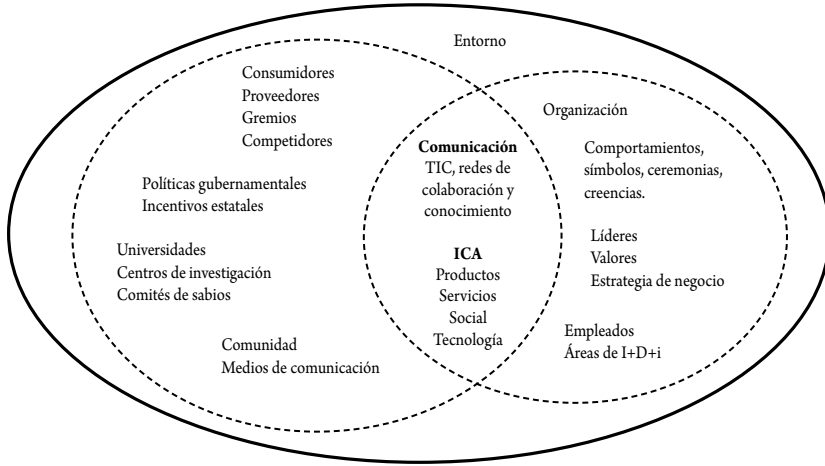 Entorno
Consumidores
Proveedores
Gremios
Competidores
Políticas gubernamentales
Incentivos estatales
Universidades
Centros de investigación
Comités de sabios
Comunidad
Medios de comunicación
Comunicación
TIC, redes de
colaboración y
conocimiento
ICA
Productos
Servicios
Social
Tecnología
Organización
Comportamientos,
símbolos, ceremonias,
creencias.
Líderes
Valores
Estrategia de negocio
Empleados
Áreas de I+D+i